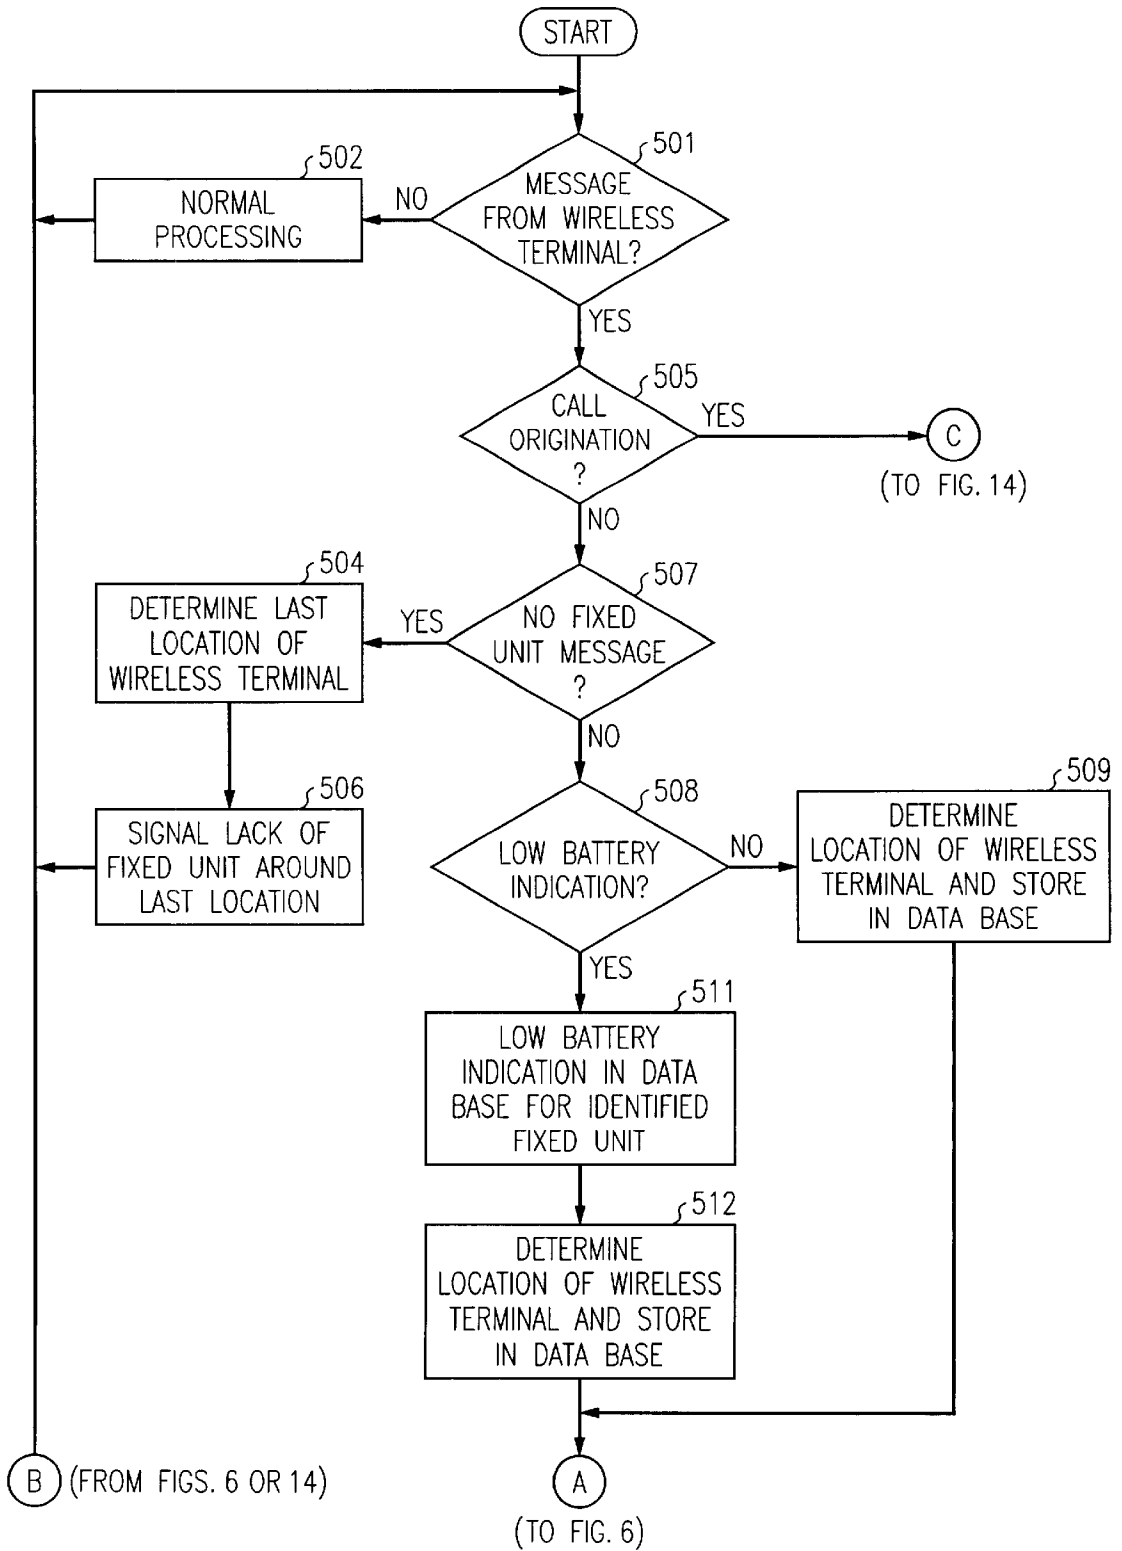 START
501
MESSAGE
FROM WIRELESS
TERMINAL?
NO
502
NORMAL
PROCESSING
YES
505
CALL
ORIGINATION
?
YES
C
(TO FIG. 14)
NO
507
NO FIXED
UNIT MESSAGE
?
YES
504
DETERMINE LAST
LOCATION OF
WIRELESS TERMINAL
506
SIGNAL LACK OF
FIXED UNIT AROUND
LAST LOCATION
NO
508
LOW BATTERY
INDICATION?
NO
509
DETERMINE
LOCATION OF WIRELESS
TERMINAL AND STORE
IN DATA BASE
YES
511
LOW BATTERY
INDICATION IN DATA
BASE FOR IDENTIFIED
FIXED UNIT
512
DETERMINE
LOCATION OF WIRELESS
TERMINAL AND STORE
IN DATA BASE
B (FROM FIGS. 6 OR 14)
A
(TO FIG. 6)